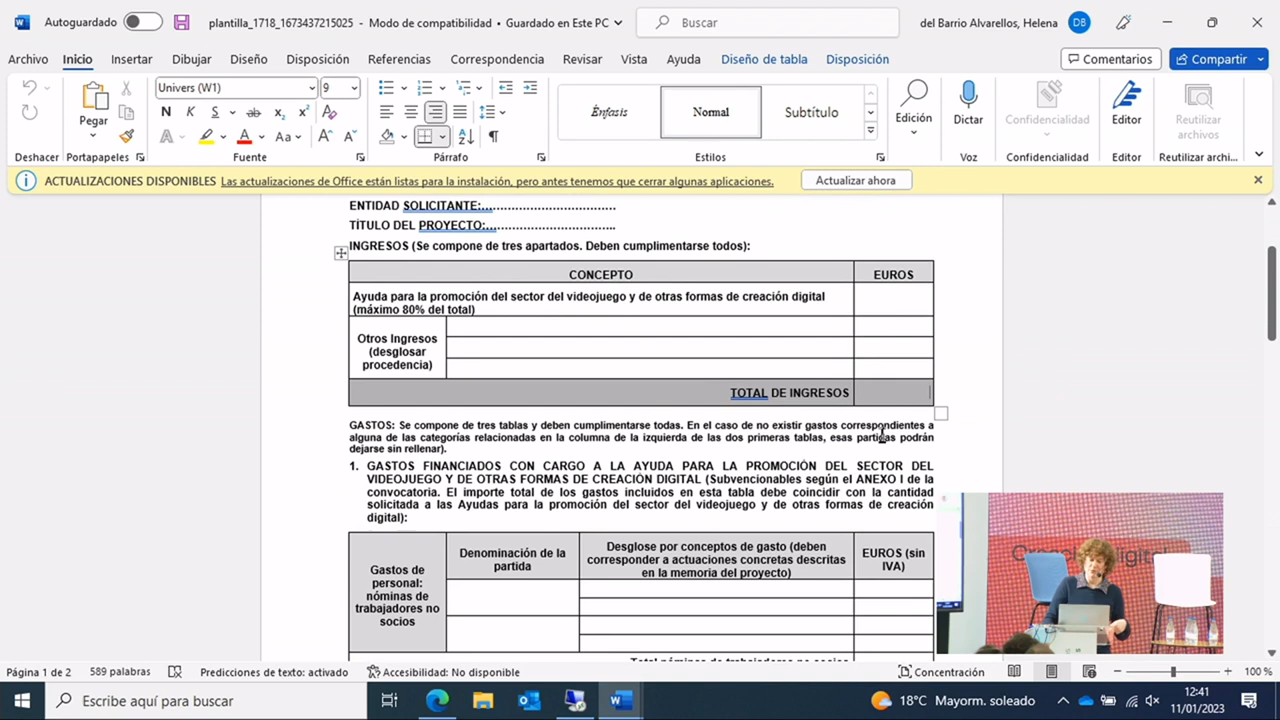 Autoguardado
plantilla_1718_1673437215025 - Modo de compatibilidad • Guardado en Este PC
Buscar
del Barrio Alvarellos, Helena
DB
Archivo Inicio Insertar Dibujar Diseño Disposición Referencias Correspondencia Revisar Vista Ayuda Diseño de tabla Disposición
Comentarios
Compartir
Univers (W1) 9
Pegar
N K S ab x₂ x²
A A Aa A A
Énfasis
Normal
Subtítulo
Edición
Dictar
Confidencialidad
Editor
Reutilizar
archivos
Deshacer Portapapeles Fuente Párrafo Estilos Voz Confidencialidad Editor Reutilizar archi...
ACTUALIZACIONES DISPONIBLES Las actualizaciones de Office están listas para la instalación, pero antes tenemos que cerrar algunas aplicaciones.
Actualizar ahora
ENTIDAD SOLICITANTE:…………………………….
TÍTULO DEL PROYECTO:…………………………..
INGRESOS (Se compone de tres apartados. Deben cumplimentarse todos):
CONCEPTO
EUROS
Ayuda para la promoción del sector del videojuego y de otras formas de creación digital
(máximo 80% del total)
Otros Ingresos
(desglosar
procedencia)
TOTAL DE INGRESOS
GASTOS: Se compone de tres tablas y deben cumplimentarse todas. En el caso de no existir gastos correspondientes a
alguna de las categorías relacionadas en la columna de la izquierda de las dos primeras tablas, esas partidas podrán
dejarse sin rellenar).
1. GASTOS FINANCIADOS CON CARGO A LA AYUDA PARA LA PROMOCIÓN DEL SECTOR DEL
VIDEOJUEGO Y DE OTRAS FORMAS DE CREACIÓN DIGITAL (Subvencionables según el ANEXO I de la
convocatoria. El importe total de los gastos incluidos en esta tabla debe coincidir con la cantidad
solicitada a las Ayudas para la promoción del sector del videojuego y de otras formas de creación
digital):
Gastos de
personal:
nóminas de
trabajadores no
socios
Denominación de la
partida
Desglose por conceptos de gasto (deben
corresponder a actuaciones concretas descritas
en la memoria del proyecto)
EUROS (sin
IVA)
Total nóminas de trabajadores no socios
digital
Página 1 de 2
589 palabras
Predicciones de texto: activado
Accesibilidad: No disponible
Concentración
100 %
Escribe aquí para buscar
18°C Mayorm. soleado
12:41
11/01/2023